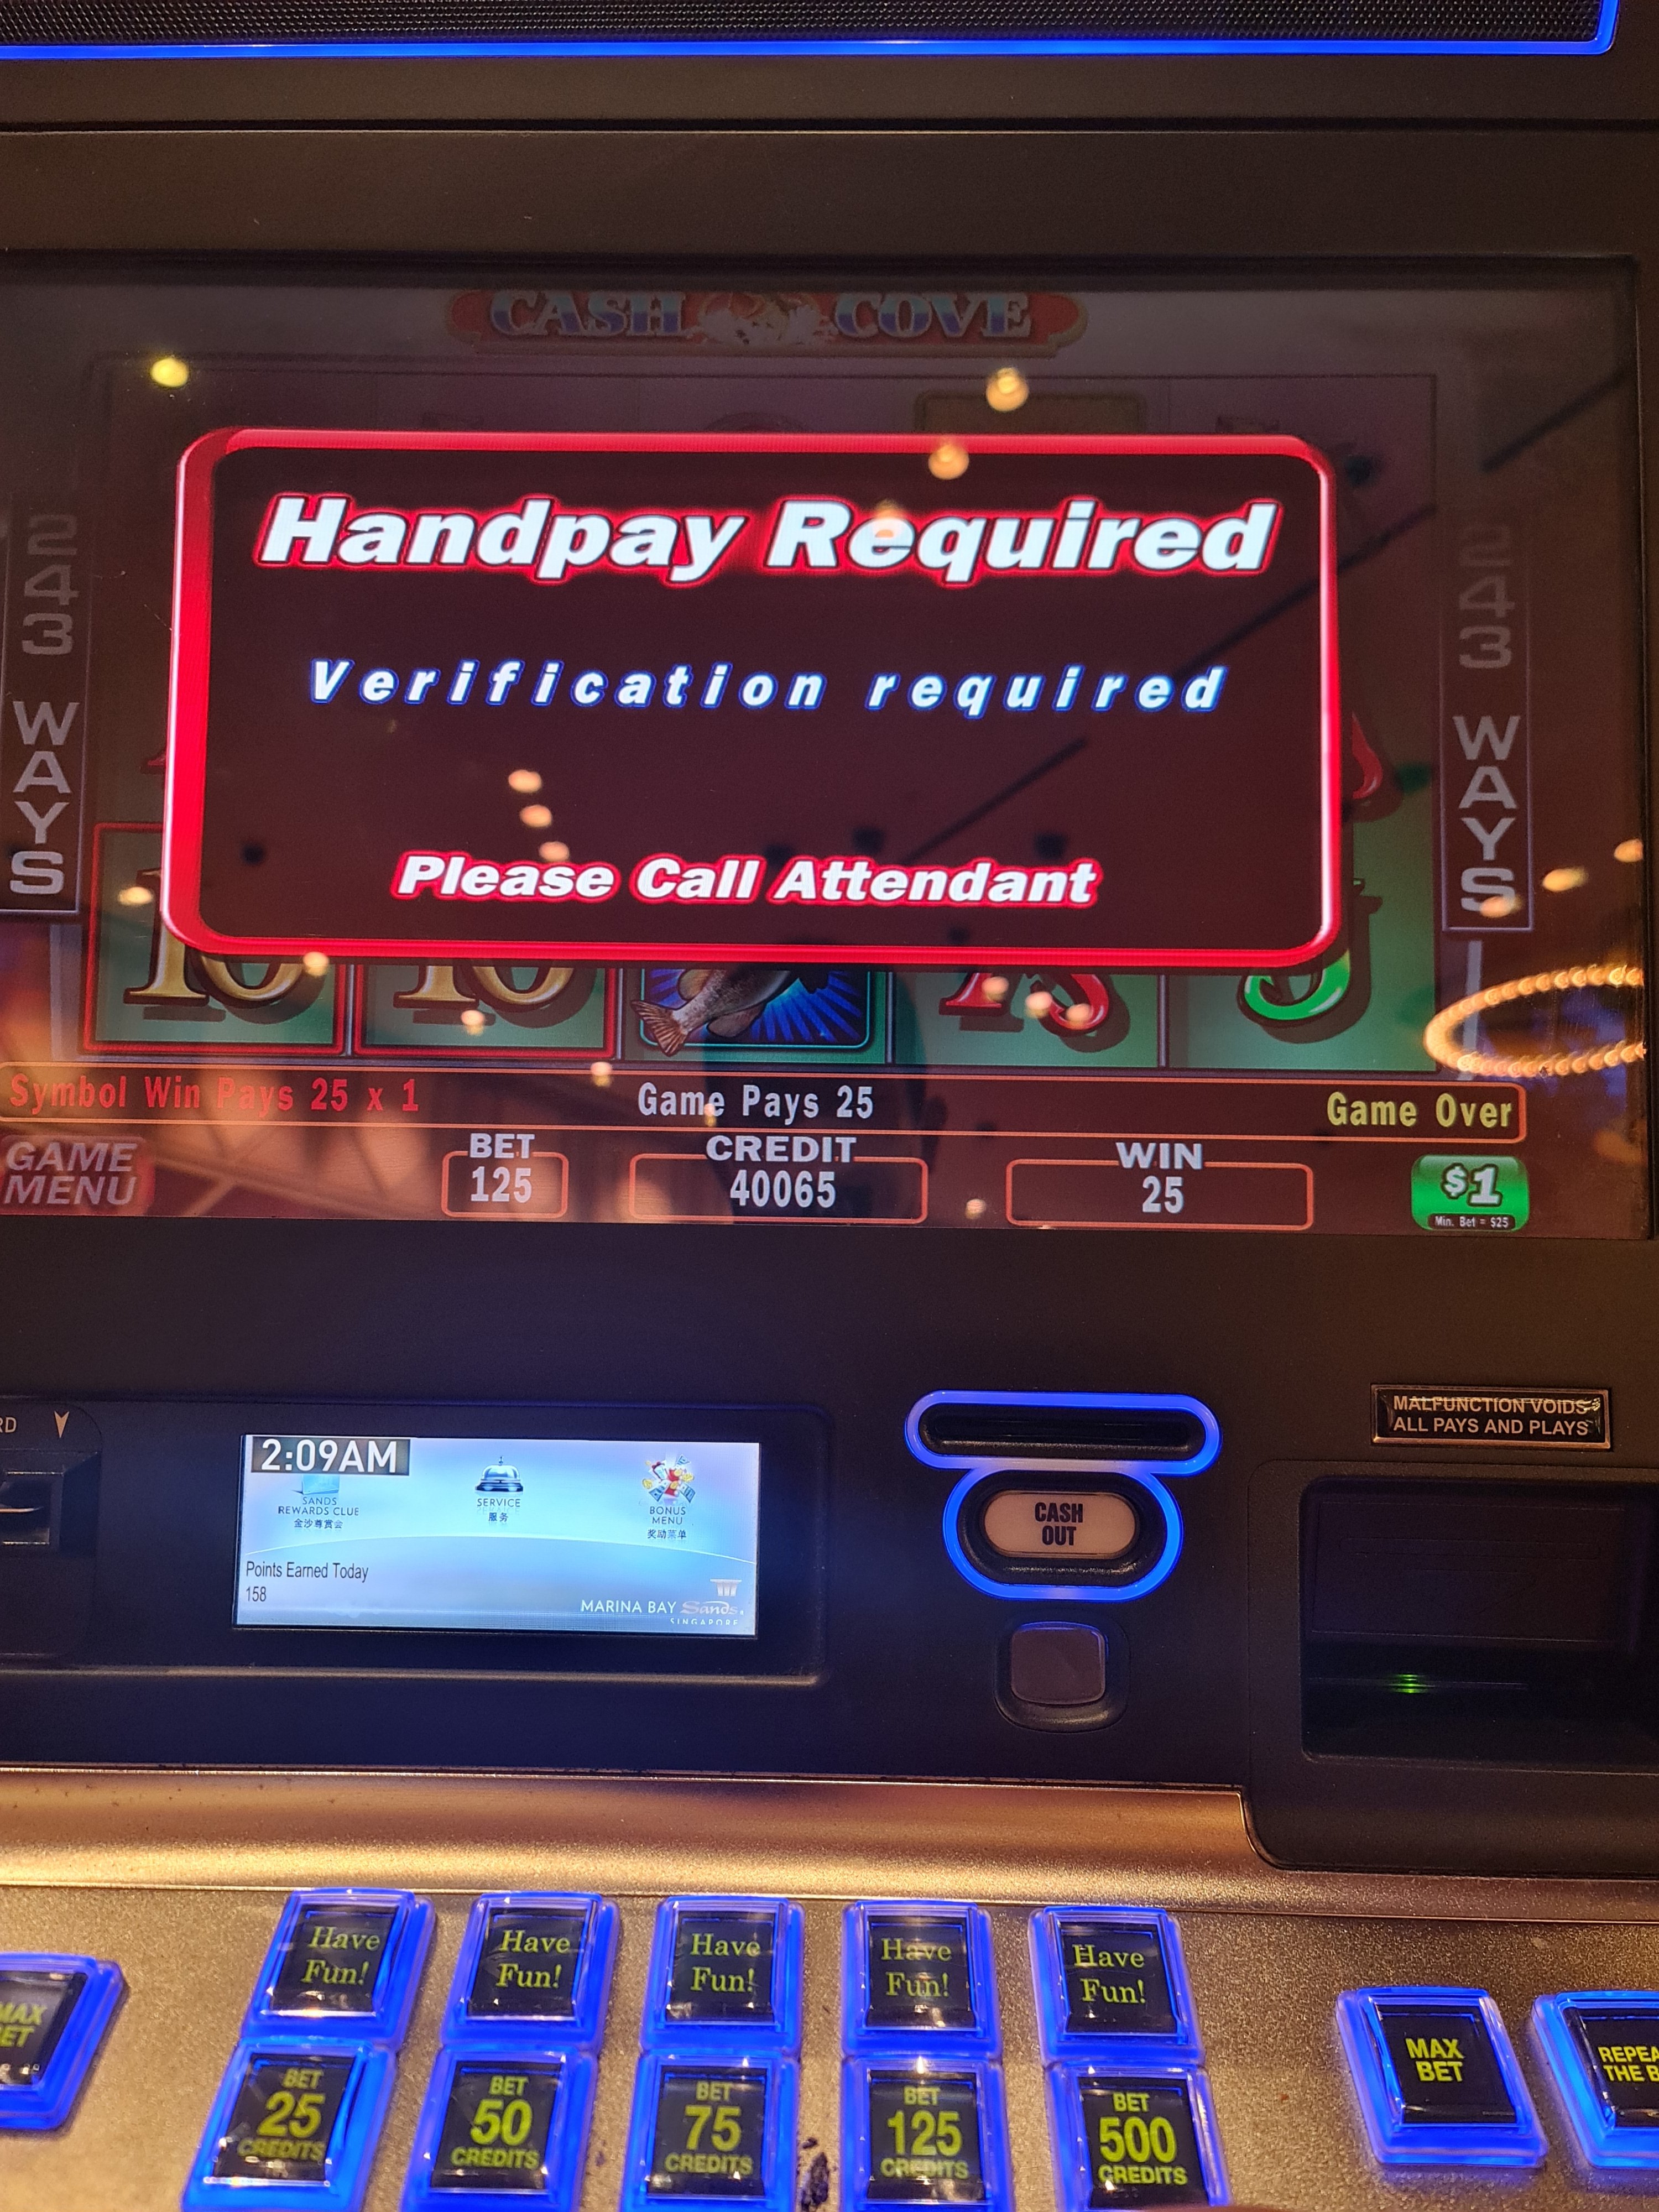 CASH COVE
Handpay Required
Verification required
Please Call Attendant
243 WAYS
243 WAYS
10
10
A
J
Symbol Win Pays 25 x 1
Game Pays 25
Game Over
GAME
MENU
BET
125
CREDIT
40065
WIN
25
$1
Min. Bet = $25
MALFUNCTION VOIDS
ALL PAYS AND PLAYS
2:09AM
SANDS
REWARDS CLUB
金沙尊赏会
SERVICE
服务
BONUS
MENU
奖励菜单
Points Earned Today
158
MARINA BAY Sands.
SINGAPORE
CASH
OUT
Have
Fun!
Have
Fun!
Have
Fun!
Have
Fun!
Have
Fun!
BET
25
CREDITS
BET
50
CREDITS
BET
75
CREDITS
BET
125
CREDITS
BET
500
CREDITS
MAX
BET